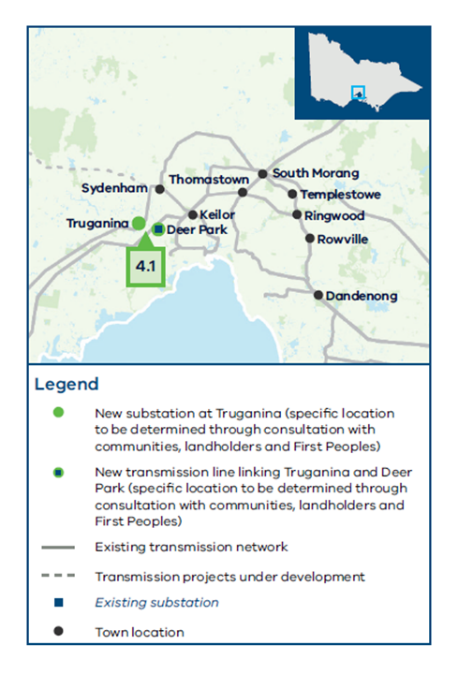 South Morang
Thomastown
Sydenham
Templestowe
Keilor
Ringwood
Truganina
Deer Park
Rowville
4.1
Dandenong
Legend
New substation at Truganina (specific location
to be determined through consultation with
communities, landholders and First Peoples)
New transmission line linking Truganina and Deer
Park (specific location to be determined through
consultation with communities, landholders and
First Peoples)
Existing transmission network
Transmission projects under development
Existing substation
Town location